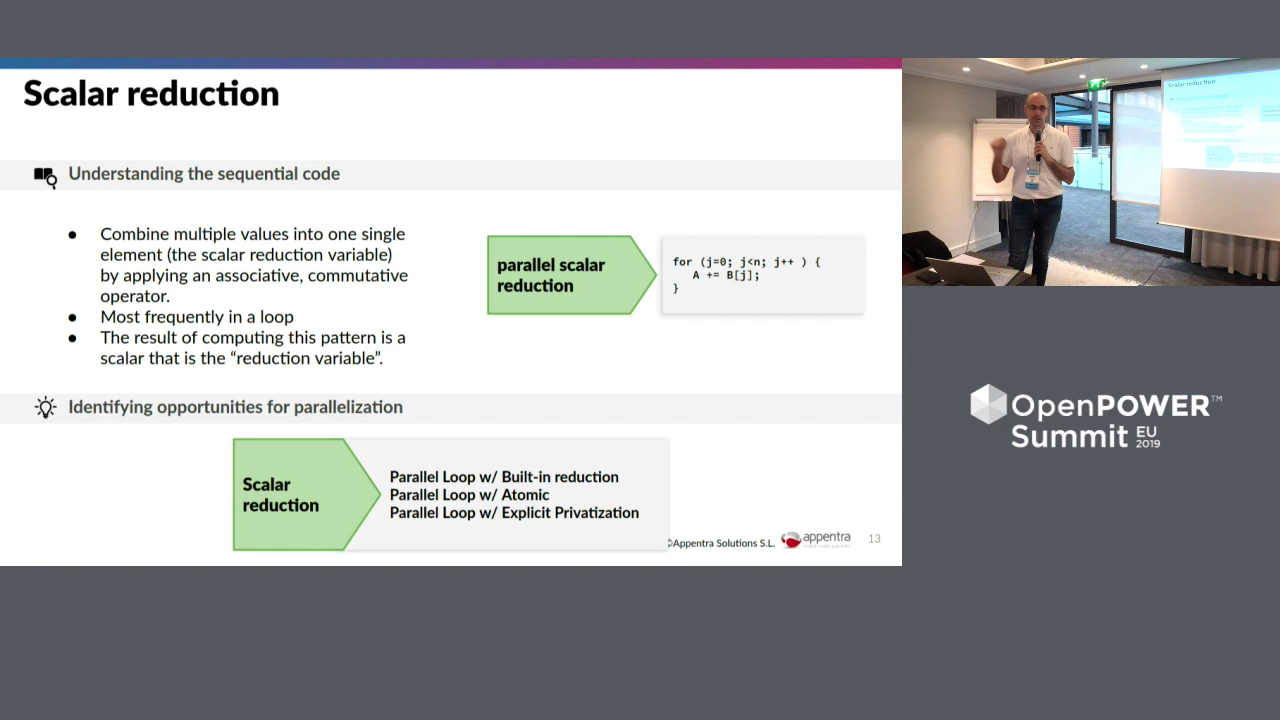 Scalar reduction
Understanding the sequential code
● Combine multiple values into one single
element (the scalar reduction variable)
by applying an associative, commutative
operator.
● Most frequently in a loop
● The result of computing this pattern is a
scalar that is the “reduction variable”.
parallel scalar
reduction
for (j=0; j<n; j++ ) {
A += B[j];
}
Identifying opportunities for parallelization
Scalar
reduction
Parallel Loop w/ Built-in reduction
Parallel Loop w/ Atomic
Parallel Loop w/ Explicit Privatization
©Appentra Solutions S.L.
appentra
13
Scalar reduction
OpenPOWER™
Summit EU
2019